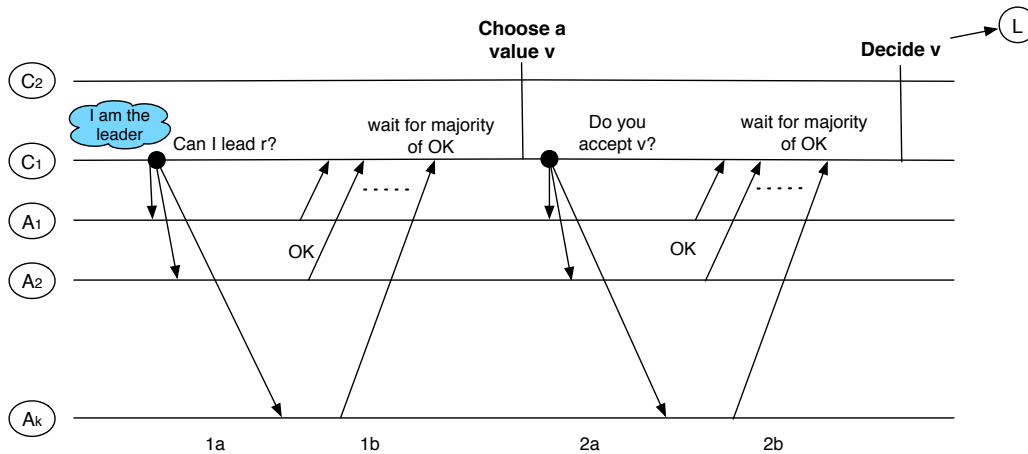 Choose a
value v
Decide v
L
C2
I am the
leader
Can I lead r?
wait for majority
of OK
Do you
accept v?
wait for majority
of OK
C1
A1
OK
OK
A2
Ak
1a
1b
2a
2b